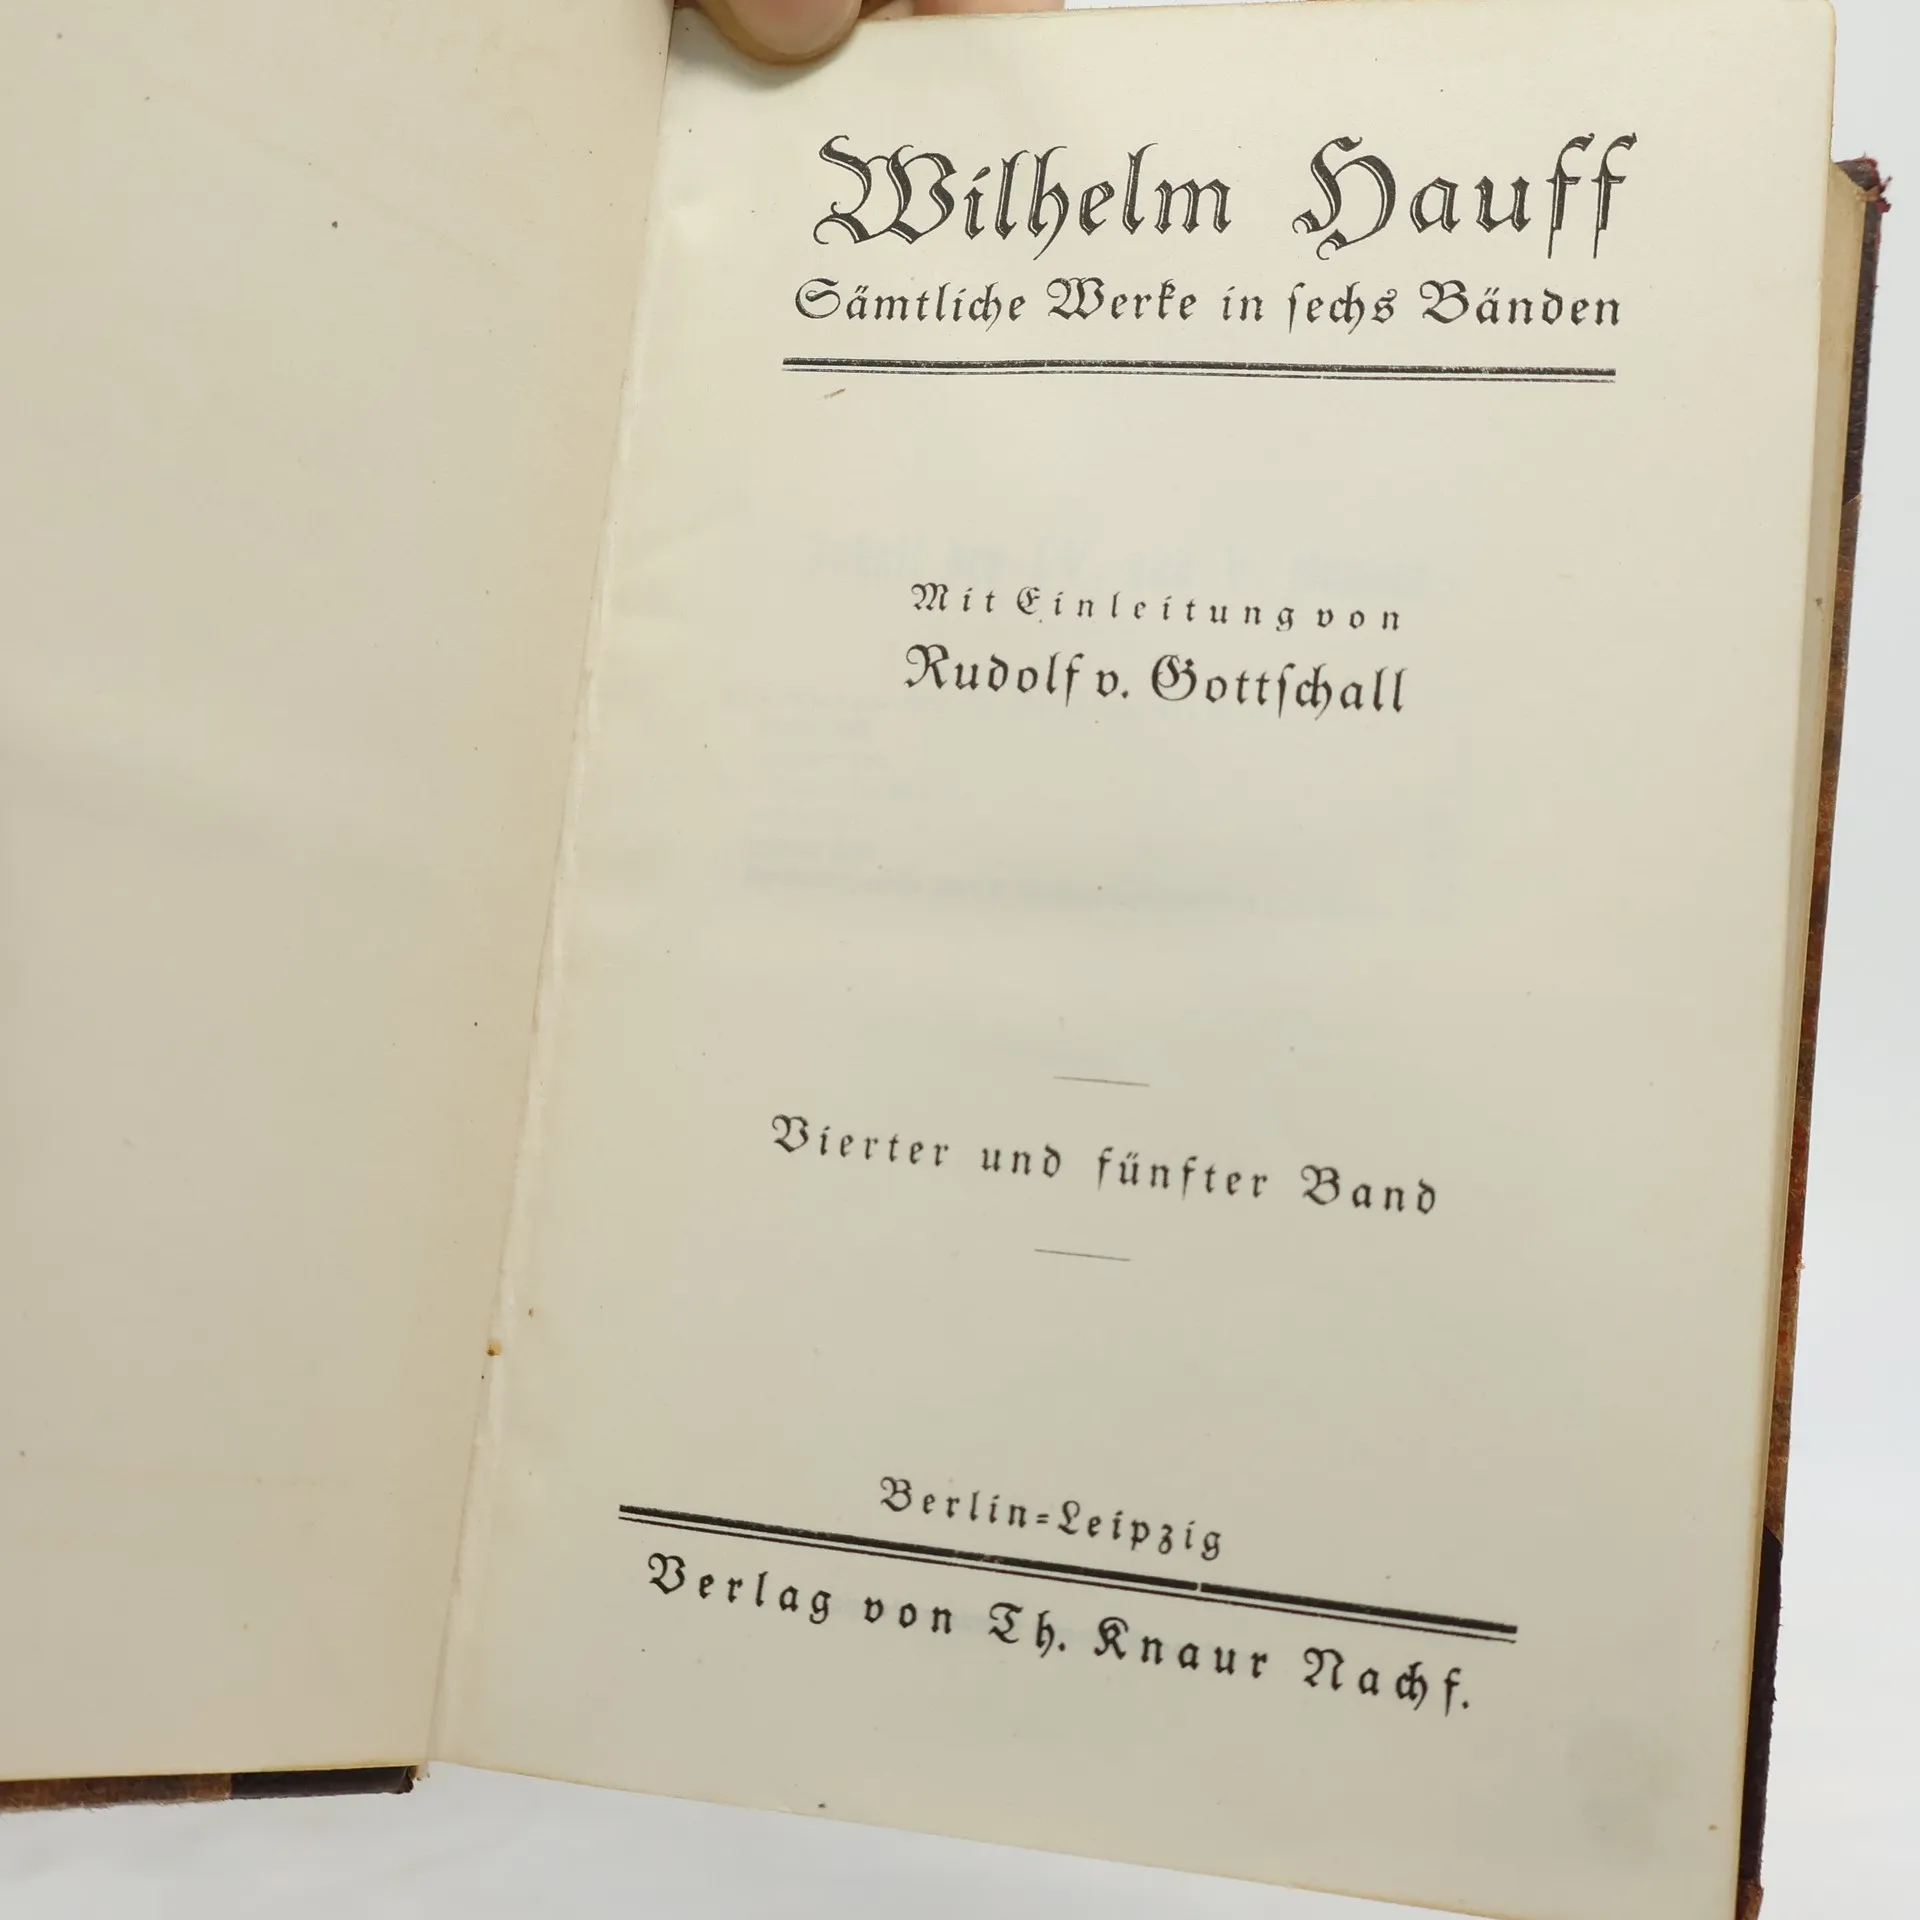 Wilhelm Hauff
Sämtliche Werke in ſechs Bänden
Mit Einleitung von
Rudolf v. Gottſchall
Vierter und fünfter Band
Berlin-Leipzig
Verlag von Th. Knaur Nachf.